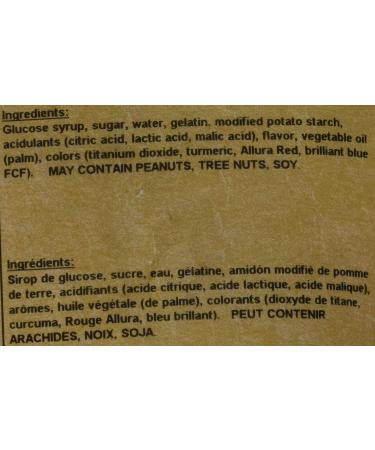 Ingredients:
Glucose syrup, sugar, water, gelatin. modified potato starch,
acidulants (citric acid, lactic acid, malic acid), flavor, vegetable oil
(palm), colors (titanium dioxide, turmeric, Allura Red, brilliant blue
FCF). MAY CONTAIN PEANUTS, TREE NUTS, SOY.
Ingrédients:
Sirop de glucose, sucre, eau, gélatine, amidón modifié de pomme
de terre, acidifiants (acide citrique, acide lactique, acide malique),
arômes, huile végétale (de palme), colorants (dioxyde de titane,
curcuma, Rouge Allura, bleu brillant). PEUT CONTENIR
ARACHIDES, NOIX, SOJA.